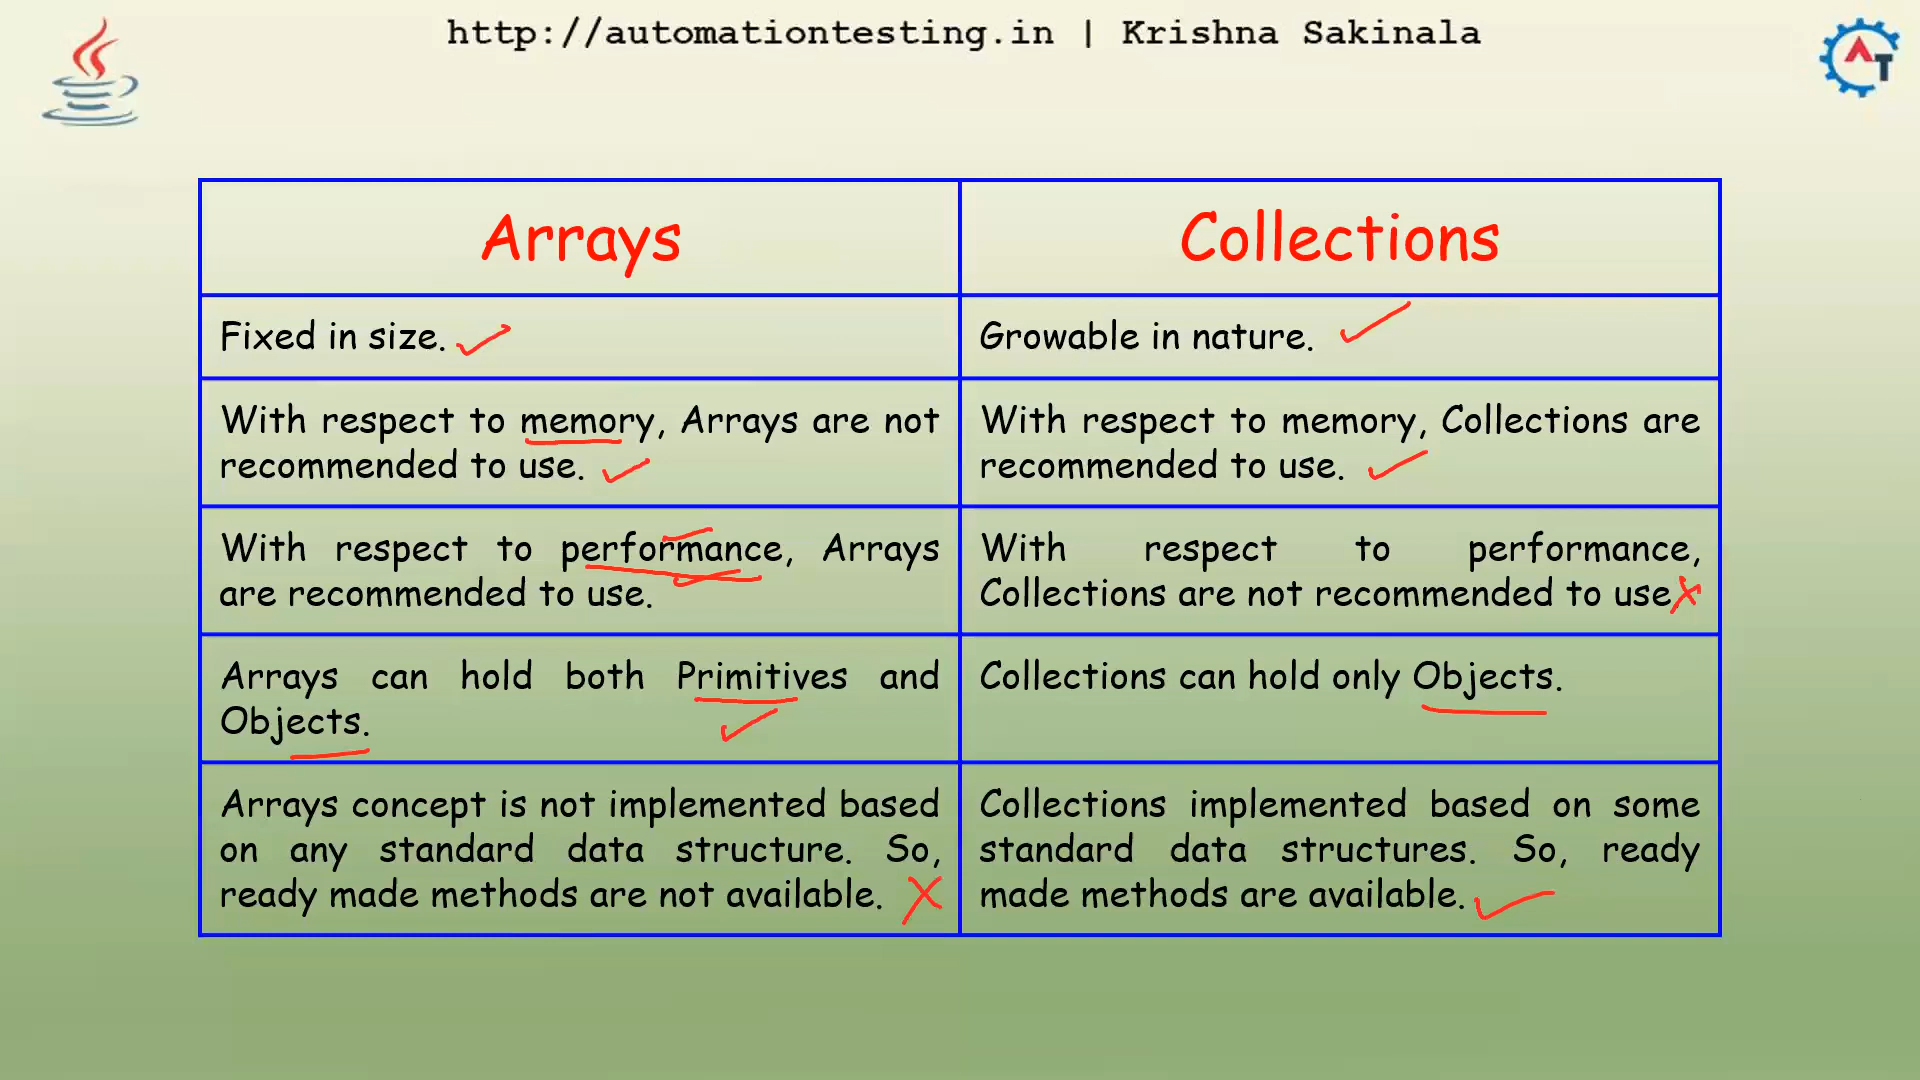 http://automationtesting.in | Krishna Sakinala
AT
Arrays
Collections
Fixed in size.
Growable in nature.
With respect to memory, Arrays are not
recommended to use.
With respect to memory, Collections are
recommended to use.
With respect to performance, Arrays
are recommended to use.
With respect to performance,
Collections are not recommended to use
Arrays can hold both Primitives and
Objects.
Collections can hold only Objects.
Arrays concept is not implemented based
on any standard data structure. So,
ready made methods are not available.
Collections implemented based on some
standard data structures. So, ready
made methods are available.